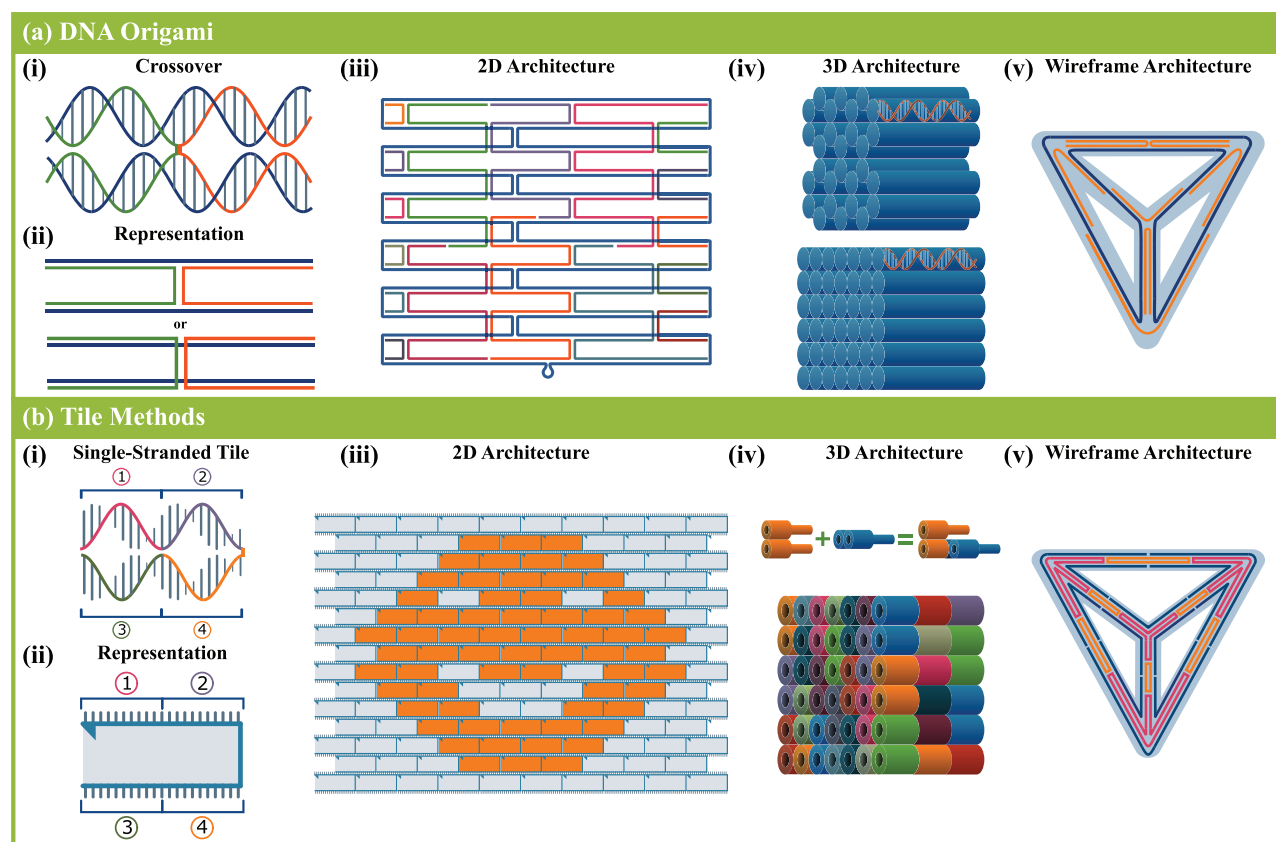 (a) DNA Origami
(i) Crossover
(ii) Representation
or
(iii) 2D Architecture
(iv) 3D Architecture
(v) Wireframe Architecture
(b) Tile Methods
(i) Single-Stranded Tile
1 2
3 4
(ii) Representation
1 2
3 4
(iii) 2D Architecture
(iv) 3D Architecture
+ =
(v) Wireframe Architecture